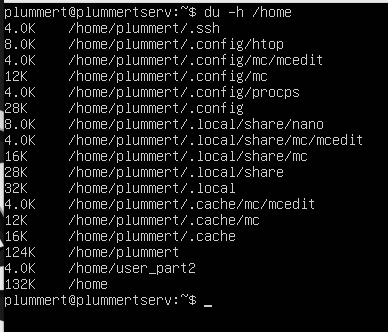 plummert@plummertserv:~$ du -h /home
4.0K /home/plummert/.ssh
8.0K /home/plummert/.config/htop
4.0K /home/plummert/.config/mc/mcedit
12K /home/plummert/.config/mc
4.0K /home/plummert/.config/procps
28K /home/plummert/.config
8.0K /home/plummert/.local/share/nano
4.0K /home/plummert/.local/share/mc/mcedit
16K /home/plummert/.local/share/mc
28K /home/plummert/.local/share
32K /home/plummert/.local
4.0K /home/plummert/.cache/mc/mcedit
12K /home/plummert/.cache/mc
16K /home/plummert/.cache
124K /home/plummert
4.0K /home/user_part2
132K /home
plummert@plummertserv:~$ _